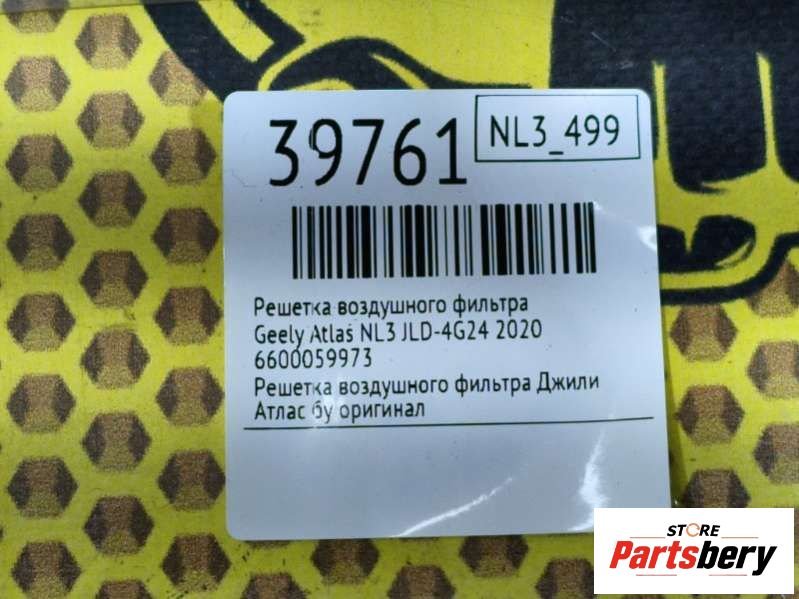 39761
NL3_499
Решетка воздушного фильтра
Geely Atlas NL3 JLD-4G24 2020
6600059973
Решетка воздушного фильтра Джили
Атлас бу оригинал
STORE
Partsbery